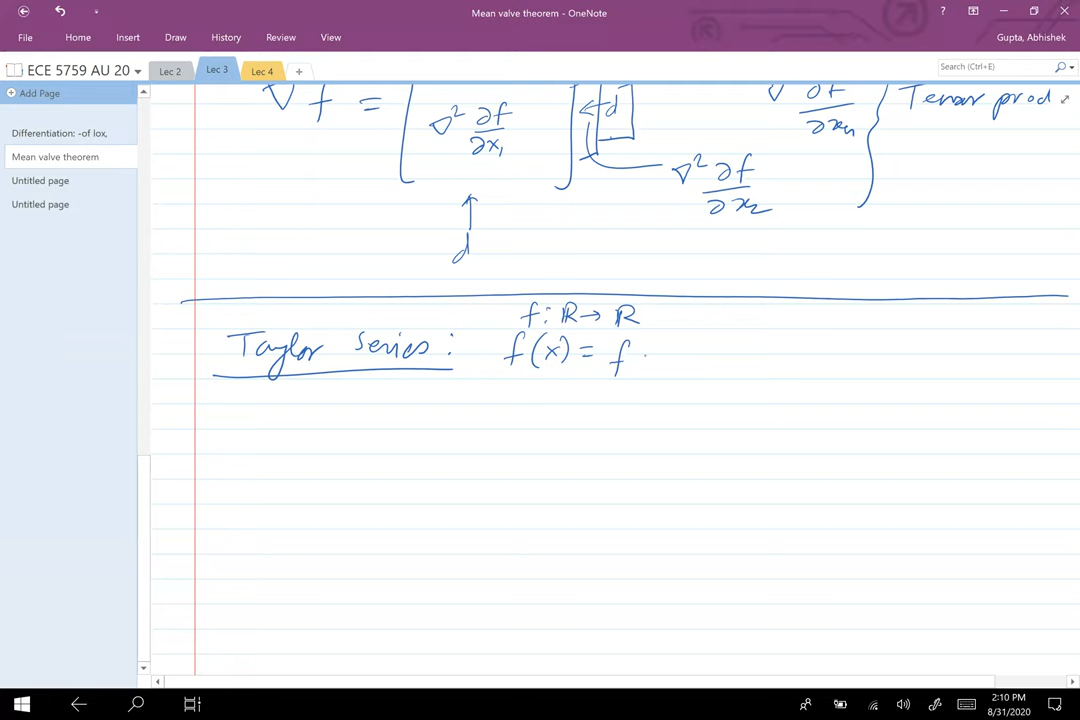 Mean valve theorem - OneNote
?
File Home Insert Draw History Review View
Gupta, Abhishek
ECE 5759 AU 20
Lec 2
Lec 3
Lec 4
+
Search (Ctrl+E)
Add Page
Differentiation: -of lox,
Mean valve theorem
Untitled page
Untitled page
f = [ ∇² ∂f/∂x₁ ] ← d
∂f/∂x₁
Tensor prod
∇² ∂f/∂x₂
d
f: ℝ → ℝ
Taylor Series: f(x) = f
2:10 PM
8/31/2020